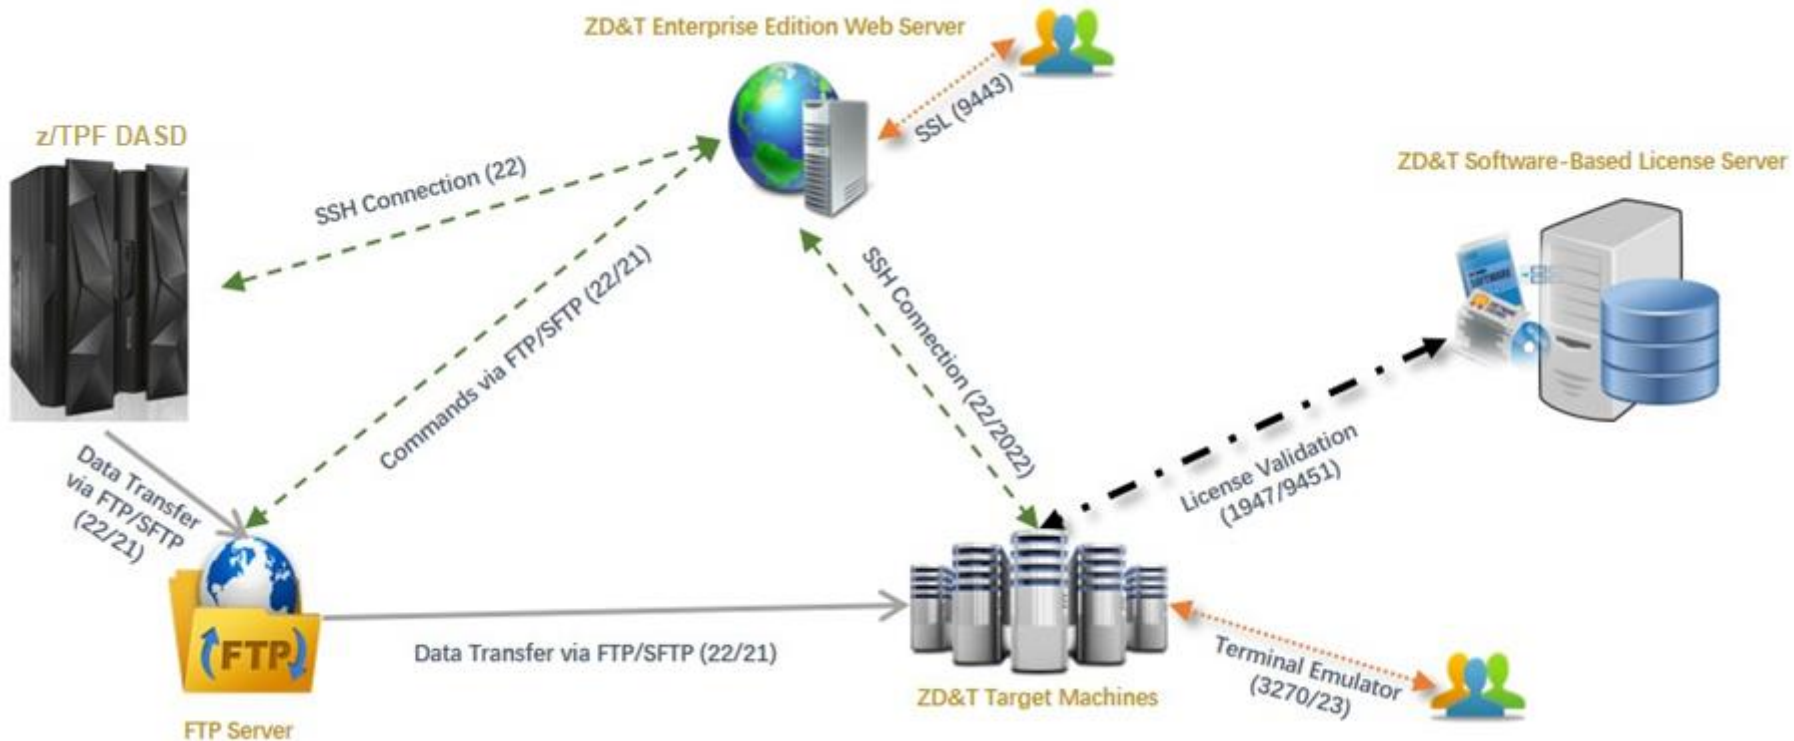 ZD&T Enterprise Edition Web Server
SSL (9443)
z/TPF DASD
SSH Connection (22)
ZD&T Software-Based License Server
Commands via FTP/SFTP (22/21)
SSH Connection (22/2022)
SOFTWARE
License Validation
(1947/9451)
Data Transfer
via FTP/SFTP
(22/21)
FTP
Data Transfer via FTP/SFTP (22/21)
Terminal Emulator
(3270/23)
ZD&T Target Machines
FTP Server